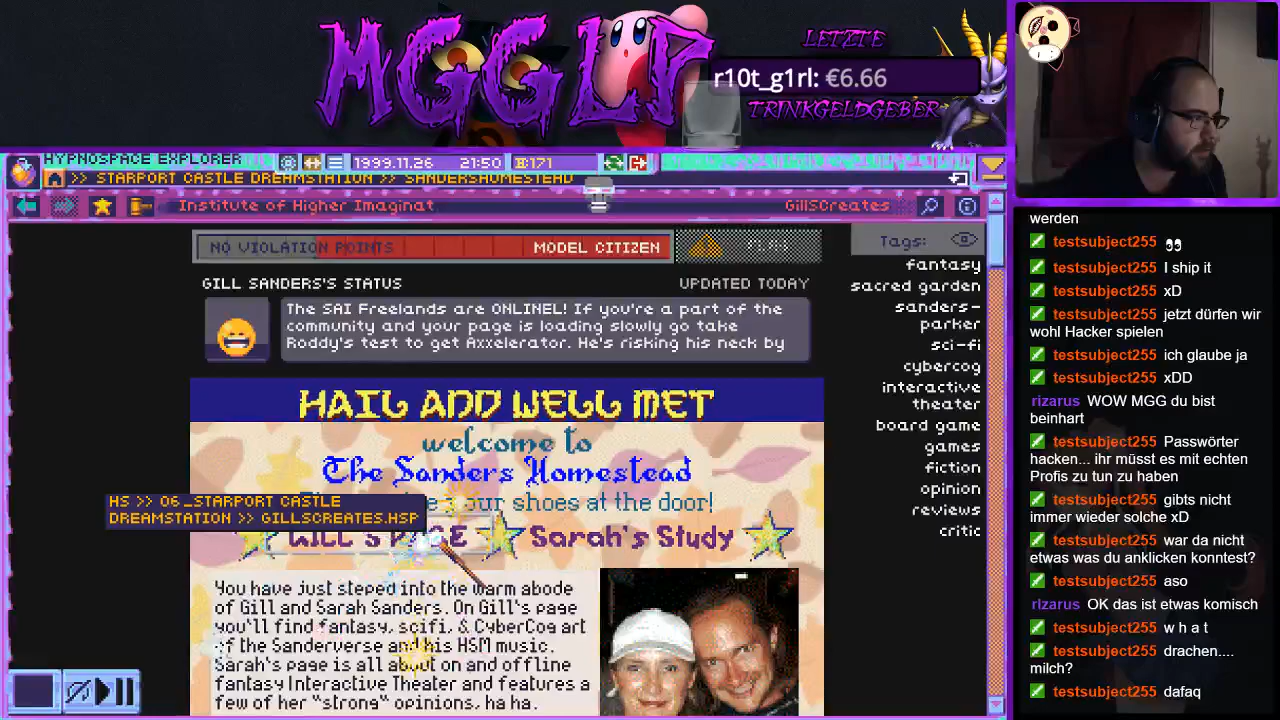 MGGLP
LETZTE
r10t_g1rl: €6.66
TRINKGELDGEBER
HYPNOSPACE EXPLORER
1999.11.26 21:50
171
>> STARPORT CASTLE DREAMSTATION >> SANDERSHOMESTEAD
Institute of Higher Imaginat
GillSCreates
NO VIOLATION POINTS
MODEL CITIZEN
GILL SANDERS'S STATUS
UPDATED TODAY
The SAI Freelands are ONLINE! If you're a part of the
community and your page is loading slowly go take
Roddy's test to get Axxelerator. He's risking his neck by
HAIL AND WELL MET
welcome to
The Sanders Homestead
our shoes at the door!
HS >> 06_STARPORT CASTLE
DREAMSTATION >> GILLSCREATES.HSP
GILL'S PAGE
Sarah's Study
You have just steped into the warm abode
of Gill and Sarah Sanders. On Gill's page
you'll find fantasy, scifi, & CyberCog art
of the Sanderverse and his HSM music.
Sarah's page is all about on and offline
fantasy Interactive Theater and features a
few of her "strong" opinions, ha ha.
Tags:
fantasy
sacred garden
sanders-
parker
sci-fi
cybercog
interactive
theater
board game
games
fiction
opinion
reviews
critic
werden
testsubject255 👀
testsubject255 I ship it
testsubject255 xD
testsubject255 jetzt dürfen wir
wohl Hacker spielen
testsubject255 ich glaube ja
testsubject255 xDD
rizarus WOW MGG du bist
beinhart
testsubject255 Passwörter
hacken... ihr müsst es mit echten
Profis zu tun zu haben
testsubject255 gibts nicht
immer wieder solche xD
testsubject255 war da nicht
etwas was du anklicken konntest?
testsubject255 aso
rizarus OK das ist etwas komisch
testsubject255 w h a t
testsubject255 drachen....
milch?
testsubject255 dafaq